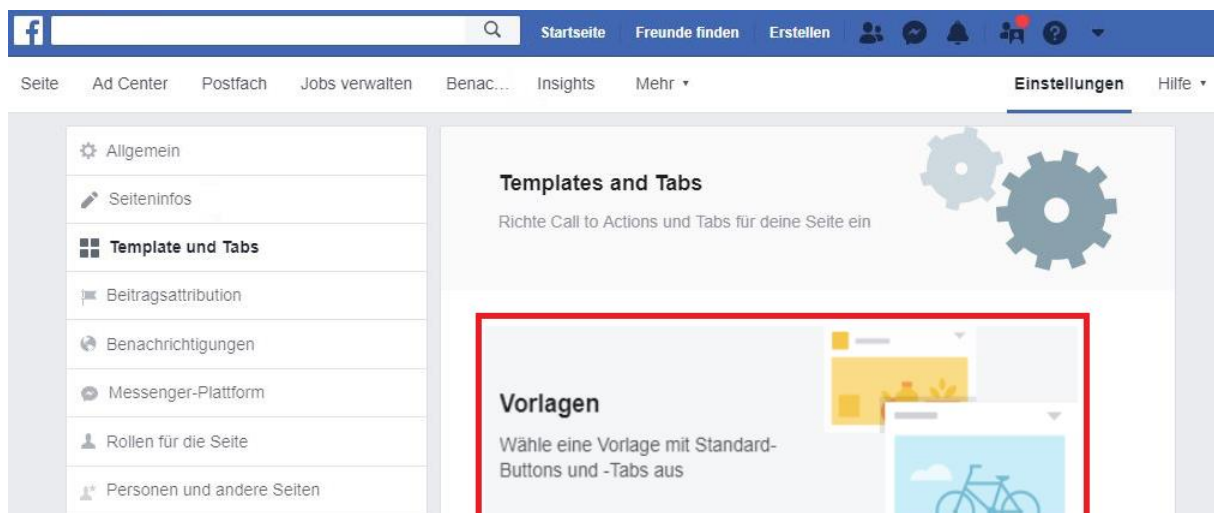 f
Startseite Freunde finden Erstellen
Seite Ad Center Postfach Jobs verwalten Benac... Insights Mehr Einstellungen Hilfe
Allgemein
Seiteninfos
Template und Tabs
Beitragsattribution
Benachrichtigungen
Messenger-Plattform
Rollen für die Seite
Personen und andere Seiten
Templates and Tabs
Richte Call to Actions und Tabs für deine Seite ein
Vorlagen
Wähle eine Vorlage mit Standard-
Buttons und -Tabs aus